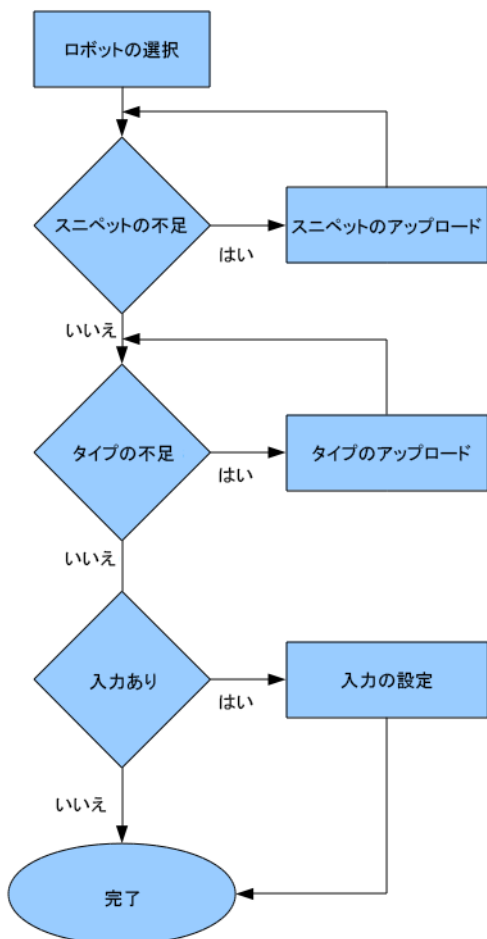 ロボットの選択
スニペットの不足
はい
スニペットのアップロード
いいえ
タイプの不足
はい
タイプのアップロード
いいえ
入力あり
はい
入力の設定
いいえ
完了